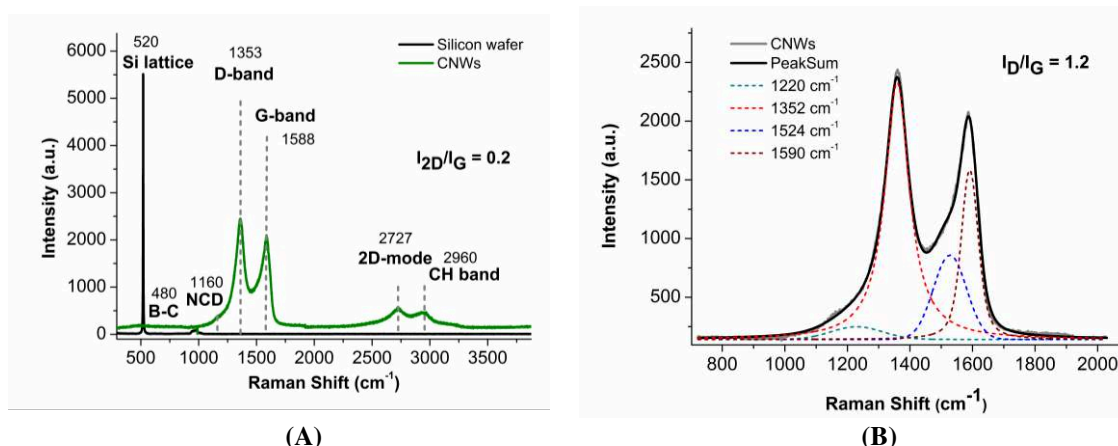 6000
5000
4000
3000
2000
1000
0
Intensity (a.u.)
520
Si lattice
1353
D-band
G-band
1588
Silicon wafer
CNWs
I2D/IG = 0.2
480
B-C
1160
NCD
2727
2D-mode
2960
CH band
500 1000 1500 2000 2500 3000 3500
Raman Shift (cm-1)
(A)
2500
2000
1500
1000
500
Intensity (a.u.)
CNWs
PeakSum
1220 cm-1
1352 cm-1
1524 cm-1
1590 cm-1
ID/IG = 1.2
800 1000 1200 1400 1600 1800 2000
Raman Shift (cm-1)
(B)